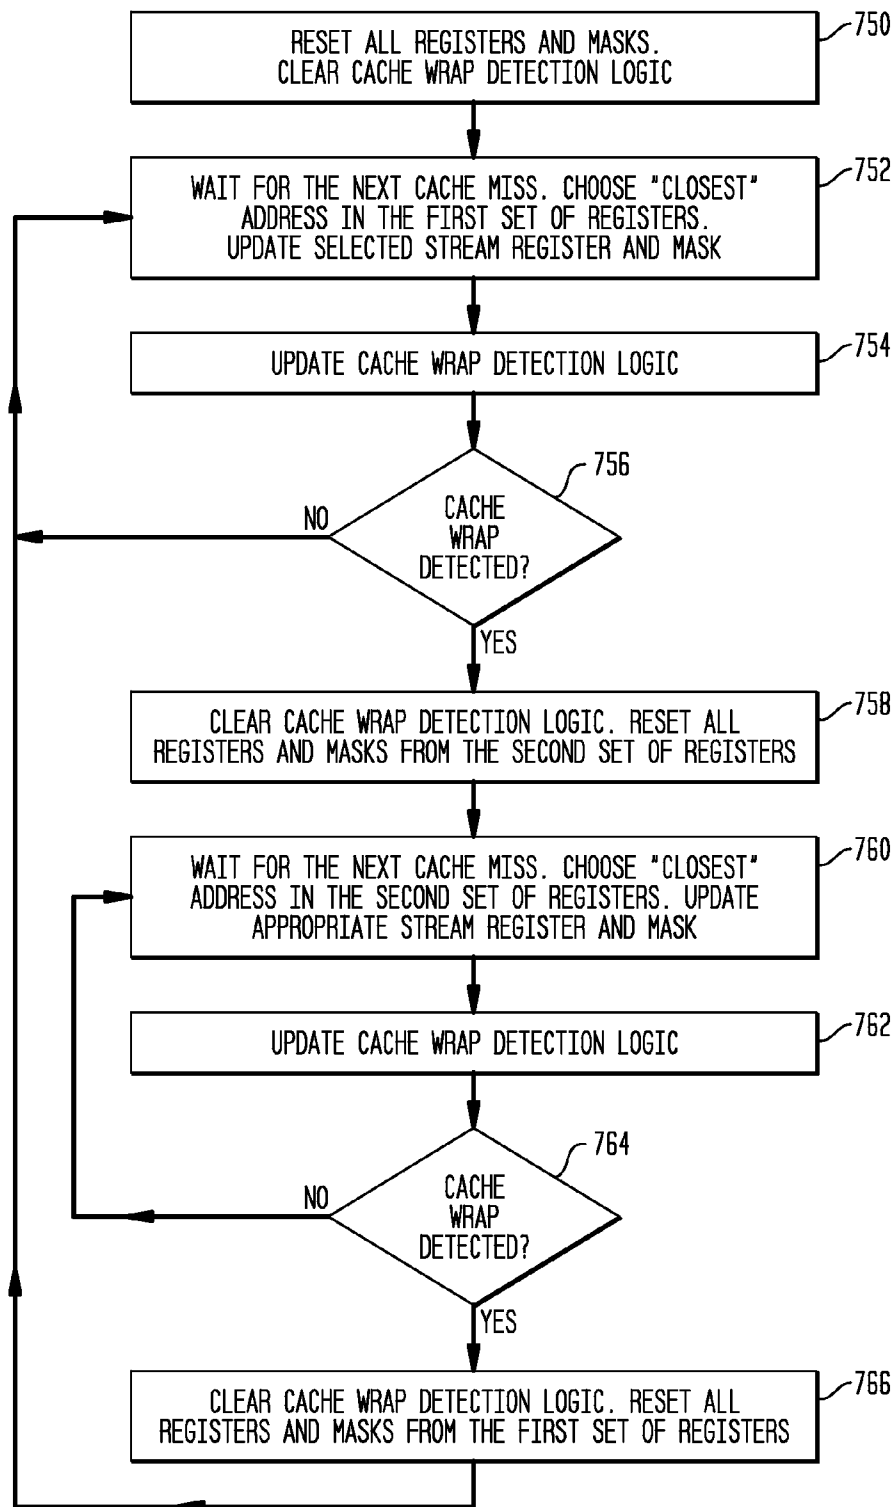 RESET ALL REGISTERS AND MASKS.
CLEAR CACHE WRAP DETECTION LOGIC
750
WAIT FOR THE NEXT CACHE MISS. CHOOSE "CLOSEST"
ADDRESS IN THE FIRST SET OF REGISTERS.
UPDATE SELECTED STREAM REGISTER AND MASK
752
UPDATE CACHE WRAP DETECTION LOGIC
754
756
NO
CACHE
WRAP
DETECTED?
YES
CLEAR CACHE WRAP DETECTION LOGIC. RESET ALL
REGISTERS AND MASKS FROM THE SECOND SET OF REGISTERS
758
WAIT FOR THE NEXT CACHE MISS. CHOOSE "CLOSEST"
ADDRESS IN THE SECOND SET OF REGISTERS. UPDATE
APPROPRIATE STREAM REGISTER AND MASK
760
UPDATE CACHE WRAP DETECTION LOGIC
762
764
NO
CACHE
WRAP
DETECTED?
YES
CLEAR CACHE WRAP DETECTION LOGIC. RESET ALL
REGISTERS AND MASKS FROM THE FIRST SET OF REGISTERS
766